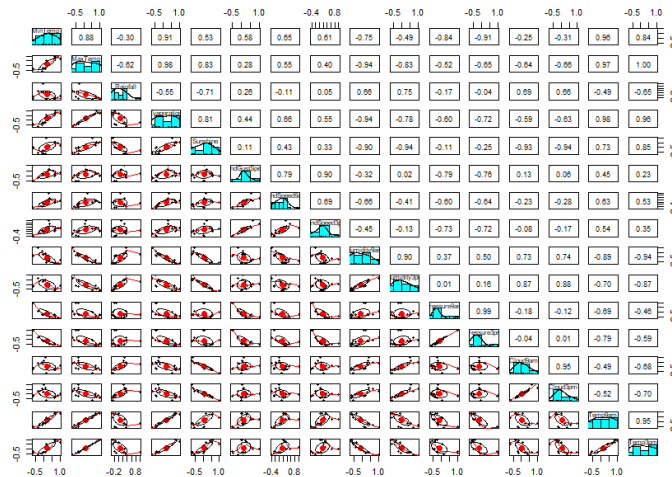 -0.5 1.0 -0.5 1.0 -0.5 1.0 -0.4 0.8 -0.5 1.0 -0.5 1.0 -0.5 1.0 -0.5 1.0
MinTemp 0.88 -0.30 0.91 0.53 0.58 0.65 0.61 -0.75 -0.49 -0.84 -0.91 -0.25 -0.31 0.96 0.84
-0.5 MaxTemp -0.62 0.98 0.83 0.28 0.55 0.40 -0.94 -0.83 -0.52 -0.65 -0.64 -0.66 0.97 1.00
Rainfall -0.55 -0.71 0.26 -0.11 0.05 0.66 0.75 -0.17 -0.04 0.69 0.66 -0.49 -0.65
-0.5 0.81 0.44 0.66 0.55 -0.94 -0.78 -0.60 -0.72 -0.59 -0.63 0.98 0.96
Sunshine 0.11 0.43 0.33 -0.90 -0.94 -0.11 -0.25 -0.93 -0.94 0.73 0.85
-0.5 0.79 0.90 -0.32 0.02 -0.79 -0.76 0.13 0.06 0.45 0.23
0.69 -0.66 -0.41 -0.60 -0.64 -0.23 -0.28 0.63 0.53
-0.4 -0.45 -0.13 -0.73 -0.72 -0.08 -0.17 0.54 0.35
0.90 0.37 0.50 0.73 0.74 -0.89 -0.94
-0.5 0.01 0.16 0.87 0.88 -0.70 -0.87
0.99 -0.18 -0.12 -0.69 -0.46
-0.5 -0.04 0.01 -0.79 -0.59
Cloud9am 0.95 -0.49 -0.68
-0.5 Cloud3pm -0.52 -0.70
Temp9am 0.95
-0.5 Temp3pm
-0.5 1.0 -0.2 0.8 -0.5 1.0 -0.5 1.0 -0.5 1.0 -0.5 1.0 -0.5 1.0 -0.5 1.0